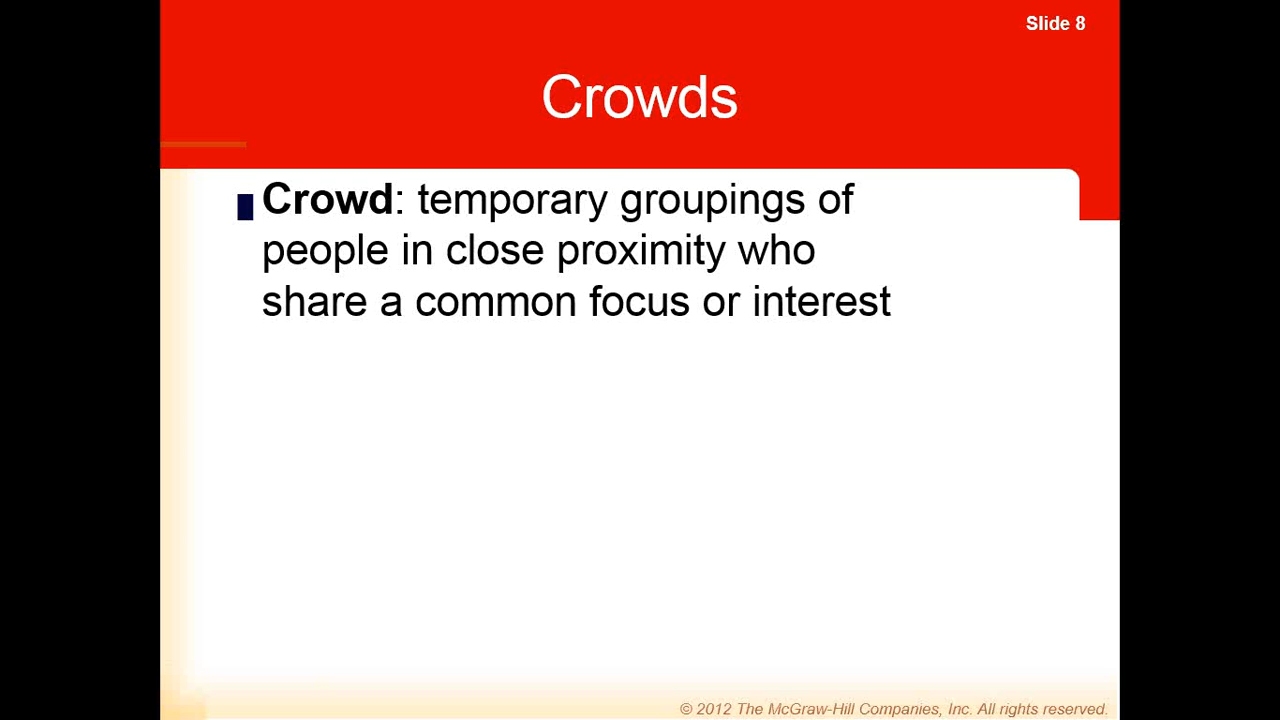 Slide 8
Crowds
Crowd: temporary groupings of
people in close proximity who
share a common focus or interest
© 2012 The McGraw-Hill Companies, Inc. All rights reserved.